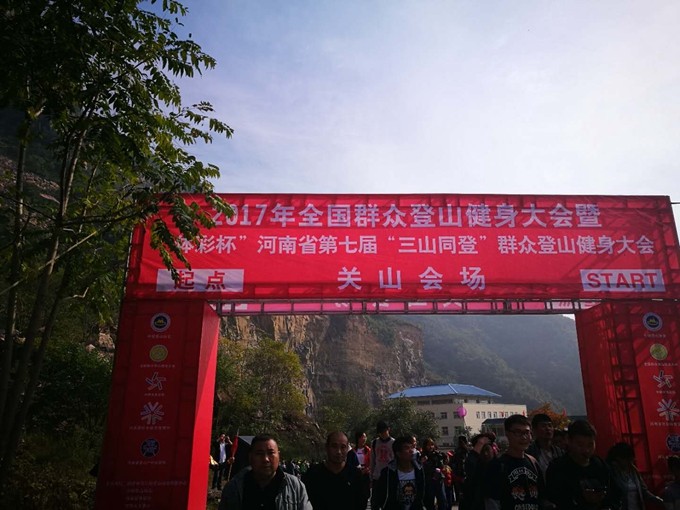 2017年全国群众登山健身大会暨
体彩杯”河南省第七届“三山同登”群众登山健身大会
起点 关山会场 START